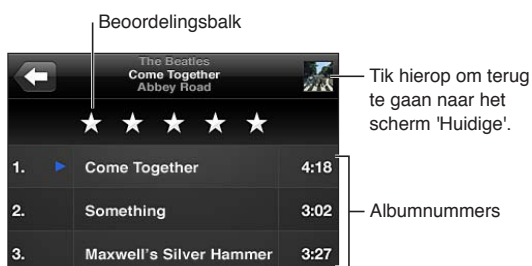 Beoordelingsbalk
The Beatles
Come Together
Abbey Road
Tik hierop om terug
te gaan naar het
scherm 'Huidige'.
1. Come Together 4:18
2. Something 3:02
Albumnummers
3. Maxwell's Silver Hammer 3:27